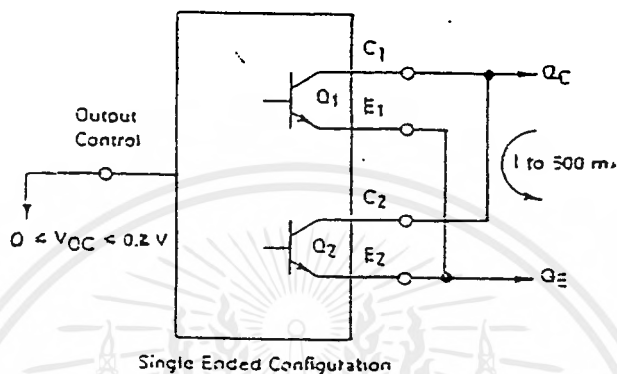 C1
QC
Q1
E1
Output
Control
1 to 500 m
C2
0 ≤ VOC < 0.2 V
Q2
E2
QE
Single Ended Configuration